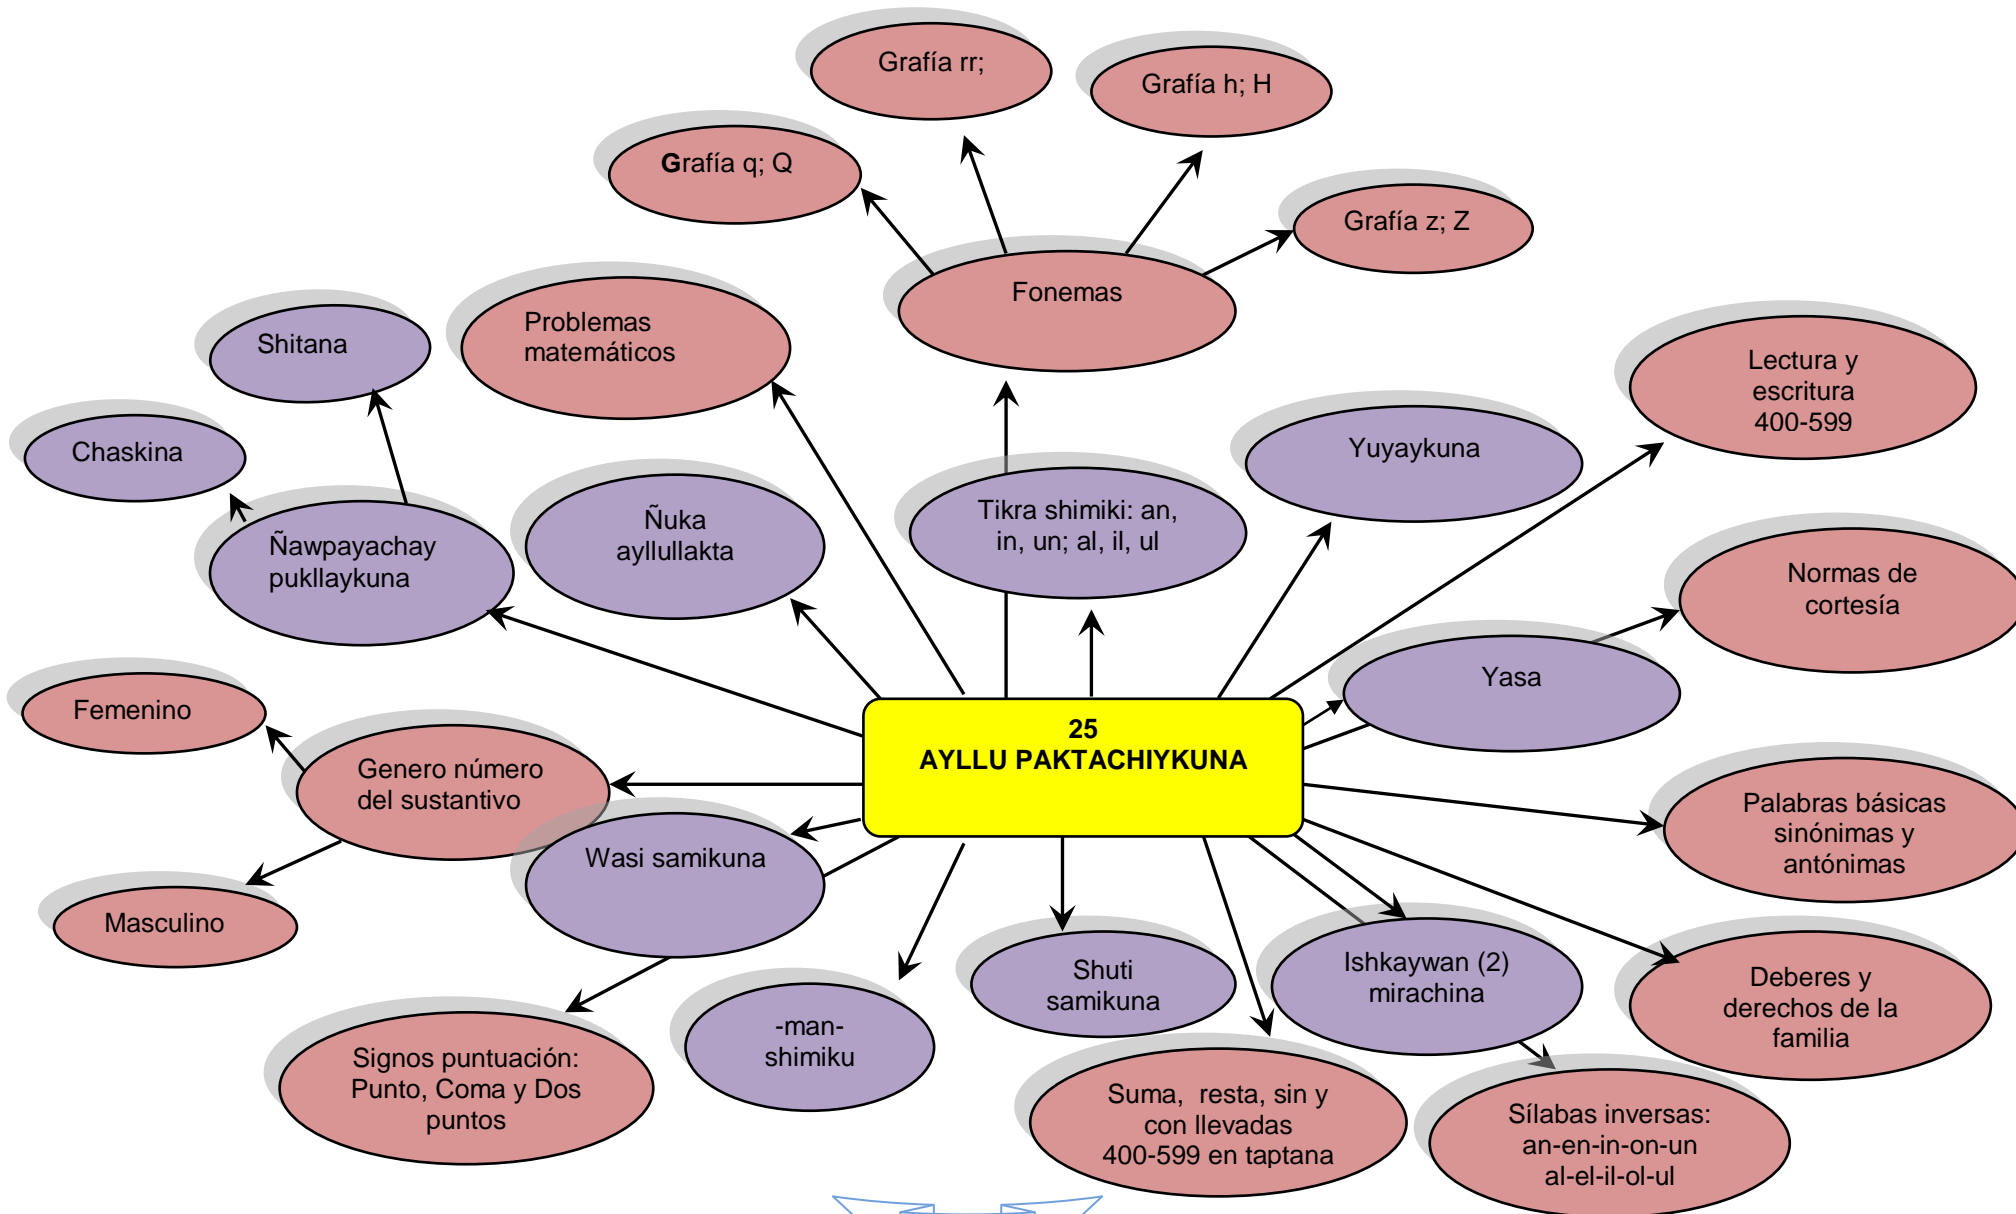 Grafía rr;
Grafía h; H
Grafía q; Q
Grafía z; Z
Fonemas
Problemas
matemáticos
Shitana
Chaskina
Lectura y
escritura
400-599
Yuyaykuna
Tikra shimiki: an,
in, un; al, il, ul
Ñuka
ayllullakta
Ñawpayachay
pukllaykuna
Normas de
cortesía
Yasa
Femenino
25
AYLLU PAKTACHIYKUNA
Genero número
del sustantivo
Palabras básicas
sinónimas y
antónimas
Wasi samikuna
Masculino
Shuti
samikuna
Ishkaywan (2)
mirachina
Deberes y
derechos de la
familia
-man-
shimiku
Signos puntuación:
Punto, Coma y Dos
puntos
Suma,  resta, sin y
con llevadas
400-599 en taptana
Sílabas inversas:
an-en-in-on-un
al-el-il-ol-ul